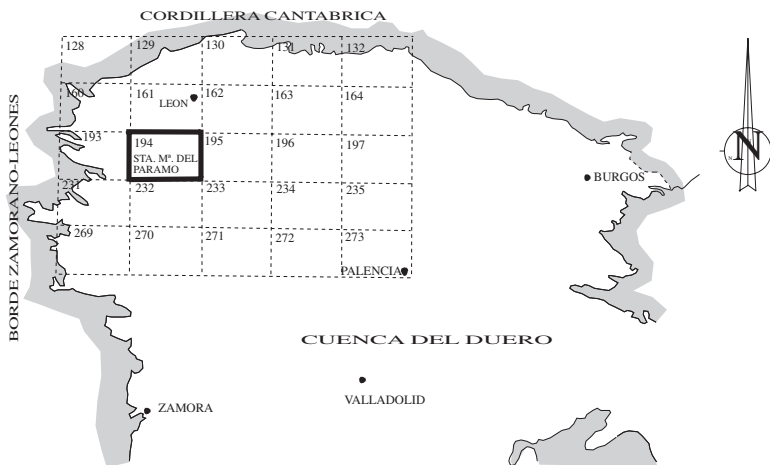 CORDILLERA CANTABRICA
128 129 130 131 132
160 161 162 163 164
LEON
193 194 195 196 197
STA. Mª. DEL
PARAMO
231 232 233 234 235
BURGOS
N
BORDE ZAMORANO-LEONES
269 270 271 272 273
PALENCIA
CUENCA DEL DUERO
VALLADOLID
ZAMORA